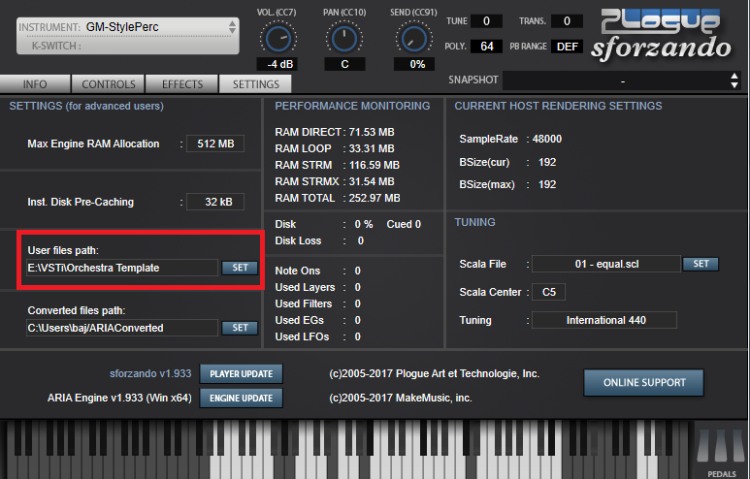 INSTRUMENT: GM-StylePerc
K-SWITCH :
VOL. (CC7)
-4 dB
PAN (CC10)
C
SEND (CC91)
0%
TUNE 0 TRANS. 0
POLY. 64 PB RANGE DEF
PLOGUE
sforzando
SNAPSHOT -
INFO CONTROLS EFFECTS SETTINGS
SETTINGS (for advanced users)
Max Engine RAM Allocation : 512 MB
Inst. Disk Pre-Caching : 32 kB
User files path:
E:\VSTi\Orchestra Template SET
Converted files path:
C:\Users\baj/ARIAConverted SET
PERFORMANCE MONITORING
RAM DIRECT : 71.53 MB
RAM LOOP : 33.31 MB
RAM STRM : 116.59 MB
RAM STRMX : 31.54 MB
RAM TOTAL : 252.97 MB
Disk : 0 % Cued 0
Disk Loss : 0
Note Ons : 0
Used Layers : 0
Used Filters : 0
Used EGs : 0
Used LFOs : 0
CURRENT HOST RENDERING SETTINGS
SampleRate : 48000
BSize(cur) : 192
BSize(max) : 192
TUNING
Scala File : 01 - equal.scl SET
Scala Center : C5
Tuning : International 440
sforzando v1.933 PLAYER UPDATE (c)2005-2017 Plogue Art et Technologie, Inc.
ARIA Engine v1.933 (Win x64) ENGINE UPDATE (c)2005-2017 MakeMusic, inc.
ONLINE SUPPORT
PEDALS